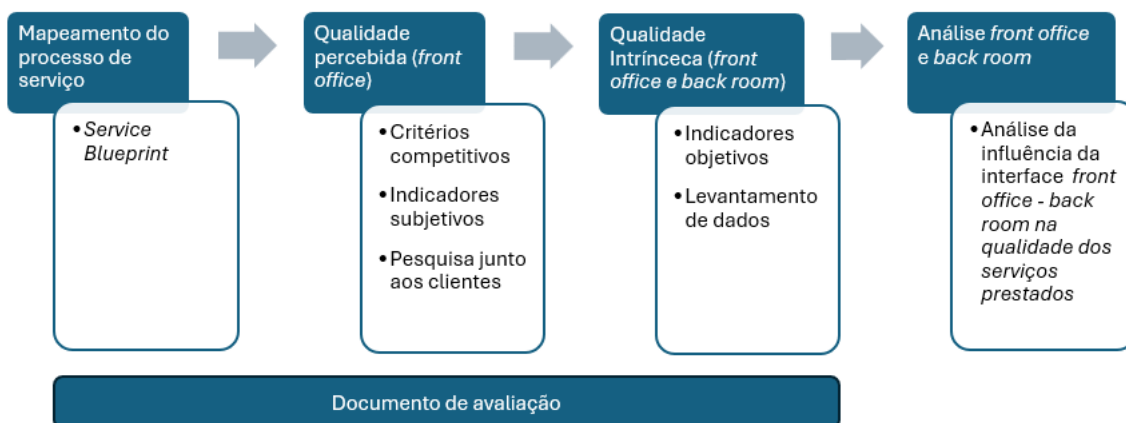 Mapeamento do
processo de
serviço
• Service
Blueprint
Qualidade
percebida (front
office)
• Critérios
competitivos
• Indicadores
subjetivos
• Pesquisa junto
aos clientes
Qualidade
Intrínceca (front
office e back room)
• Indicadores
objetivos
• Levantamento
de dados
Análise front office
e back room
• Análise da
influência da
interface front
office - back
room na
qualidade dos
serviços
prestados
Documento de avaliação